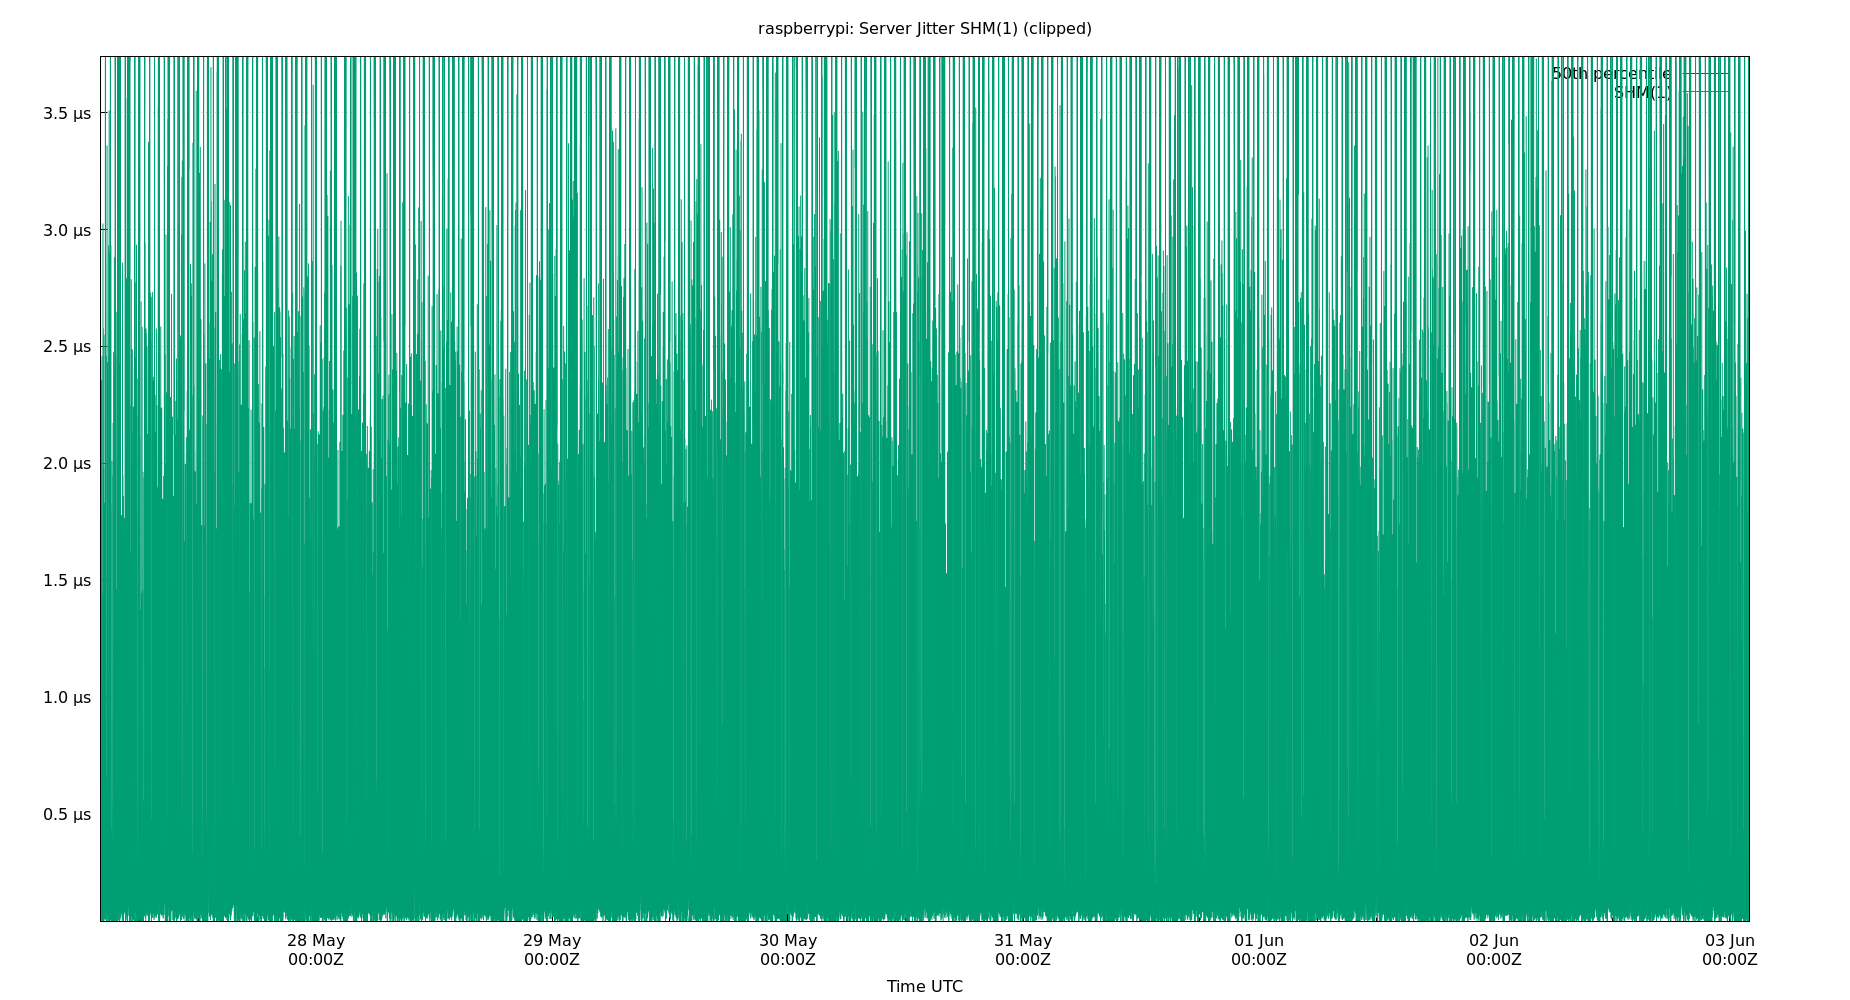 raspberrypi: Server Jitter SHM(1) (clipped)
50th percentile
SHM(1)
3.5 µs
3.0 µs
2.5 µs
2.0 µs
1.5 µs
1.0 µs
0.5 µs
28 May 29 May 30 May 31 May 01 Jun 02 Jun 03 Jun
00:00Z 00:00Z 00:00Z 00:00Z 00:00Z 00:00Z 00:00Z
Time UTC